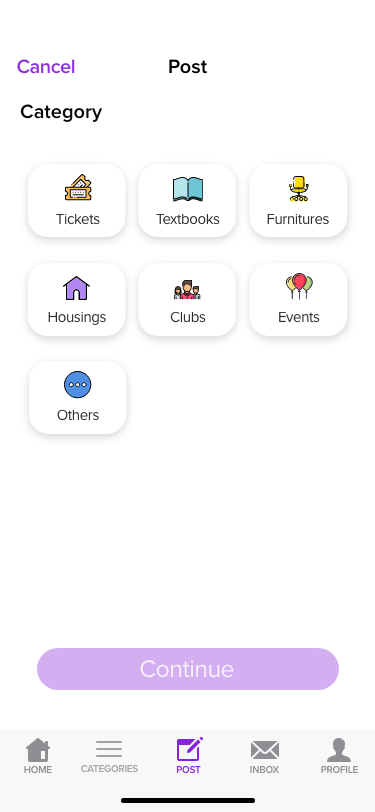 Cancel Post
Category
Tickets Textbooks Furnitures
Housings Clubs Events
Others
Continue
HOME CATEGORIES POST INBOX PROFILE